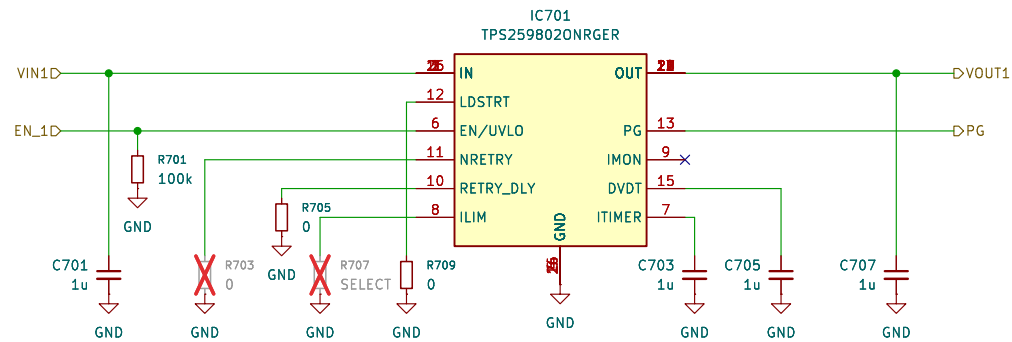 IC701
TPS259802ONRGER
VIN1
IN
OUT
VOUT1
12
LDSTRT
EN_1
6
EN/UVLO
PG
13
PG
R701
100k
11
NRETRY
IMON
9
10
RETRY_DLY
DVDT
15
R705
0
8
ILIM
ITIMER
7
GND
GND
GND
C701
1u
R703
0
R707
SELECT
R709
0
C703
1u
C705
1u
C707
1u
GND
GND
GND
GND
GND
GND
GND
GND